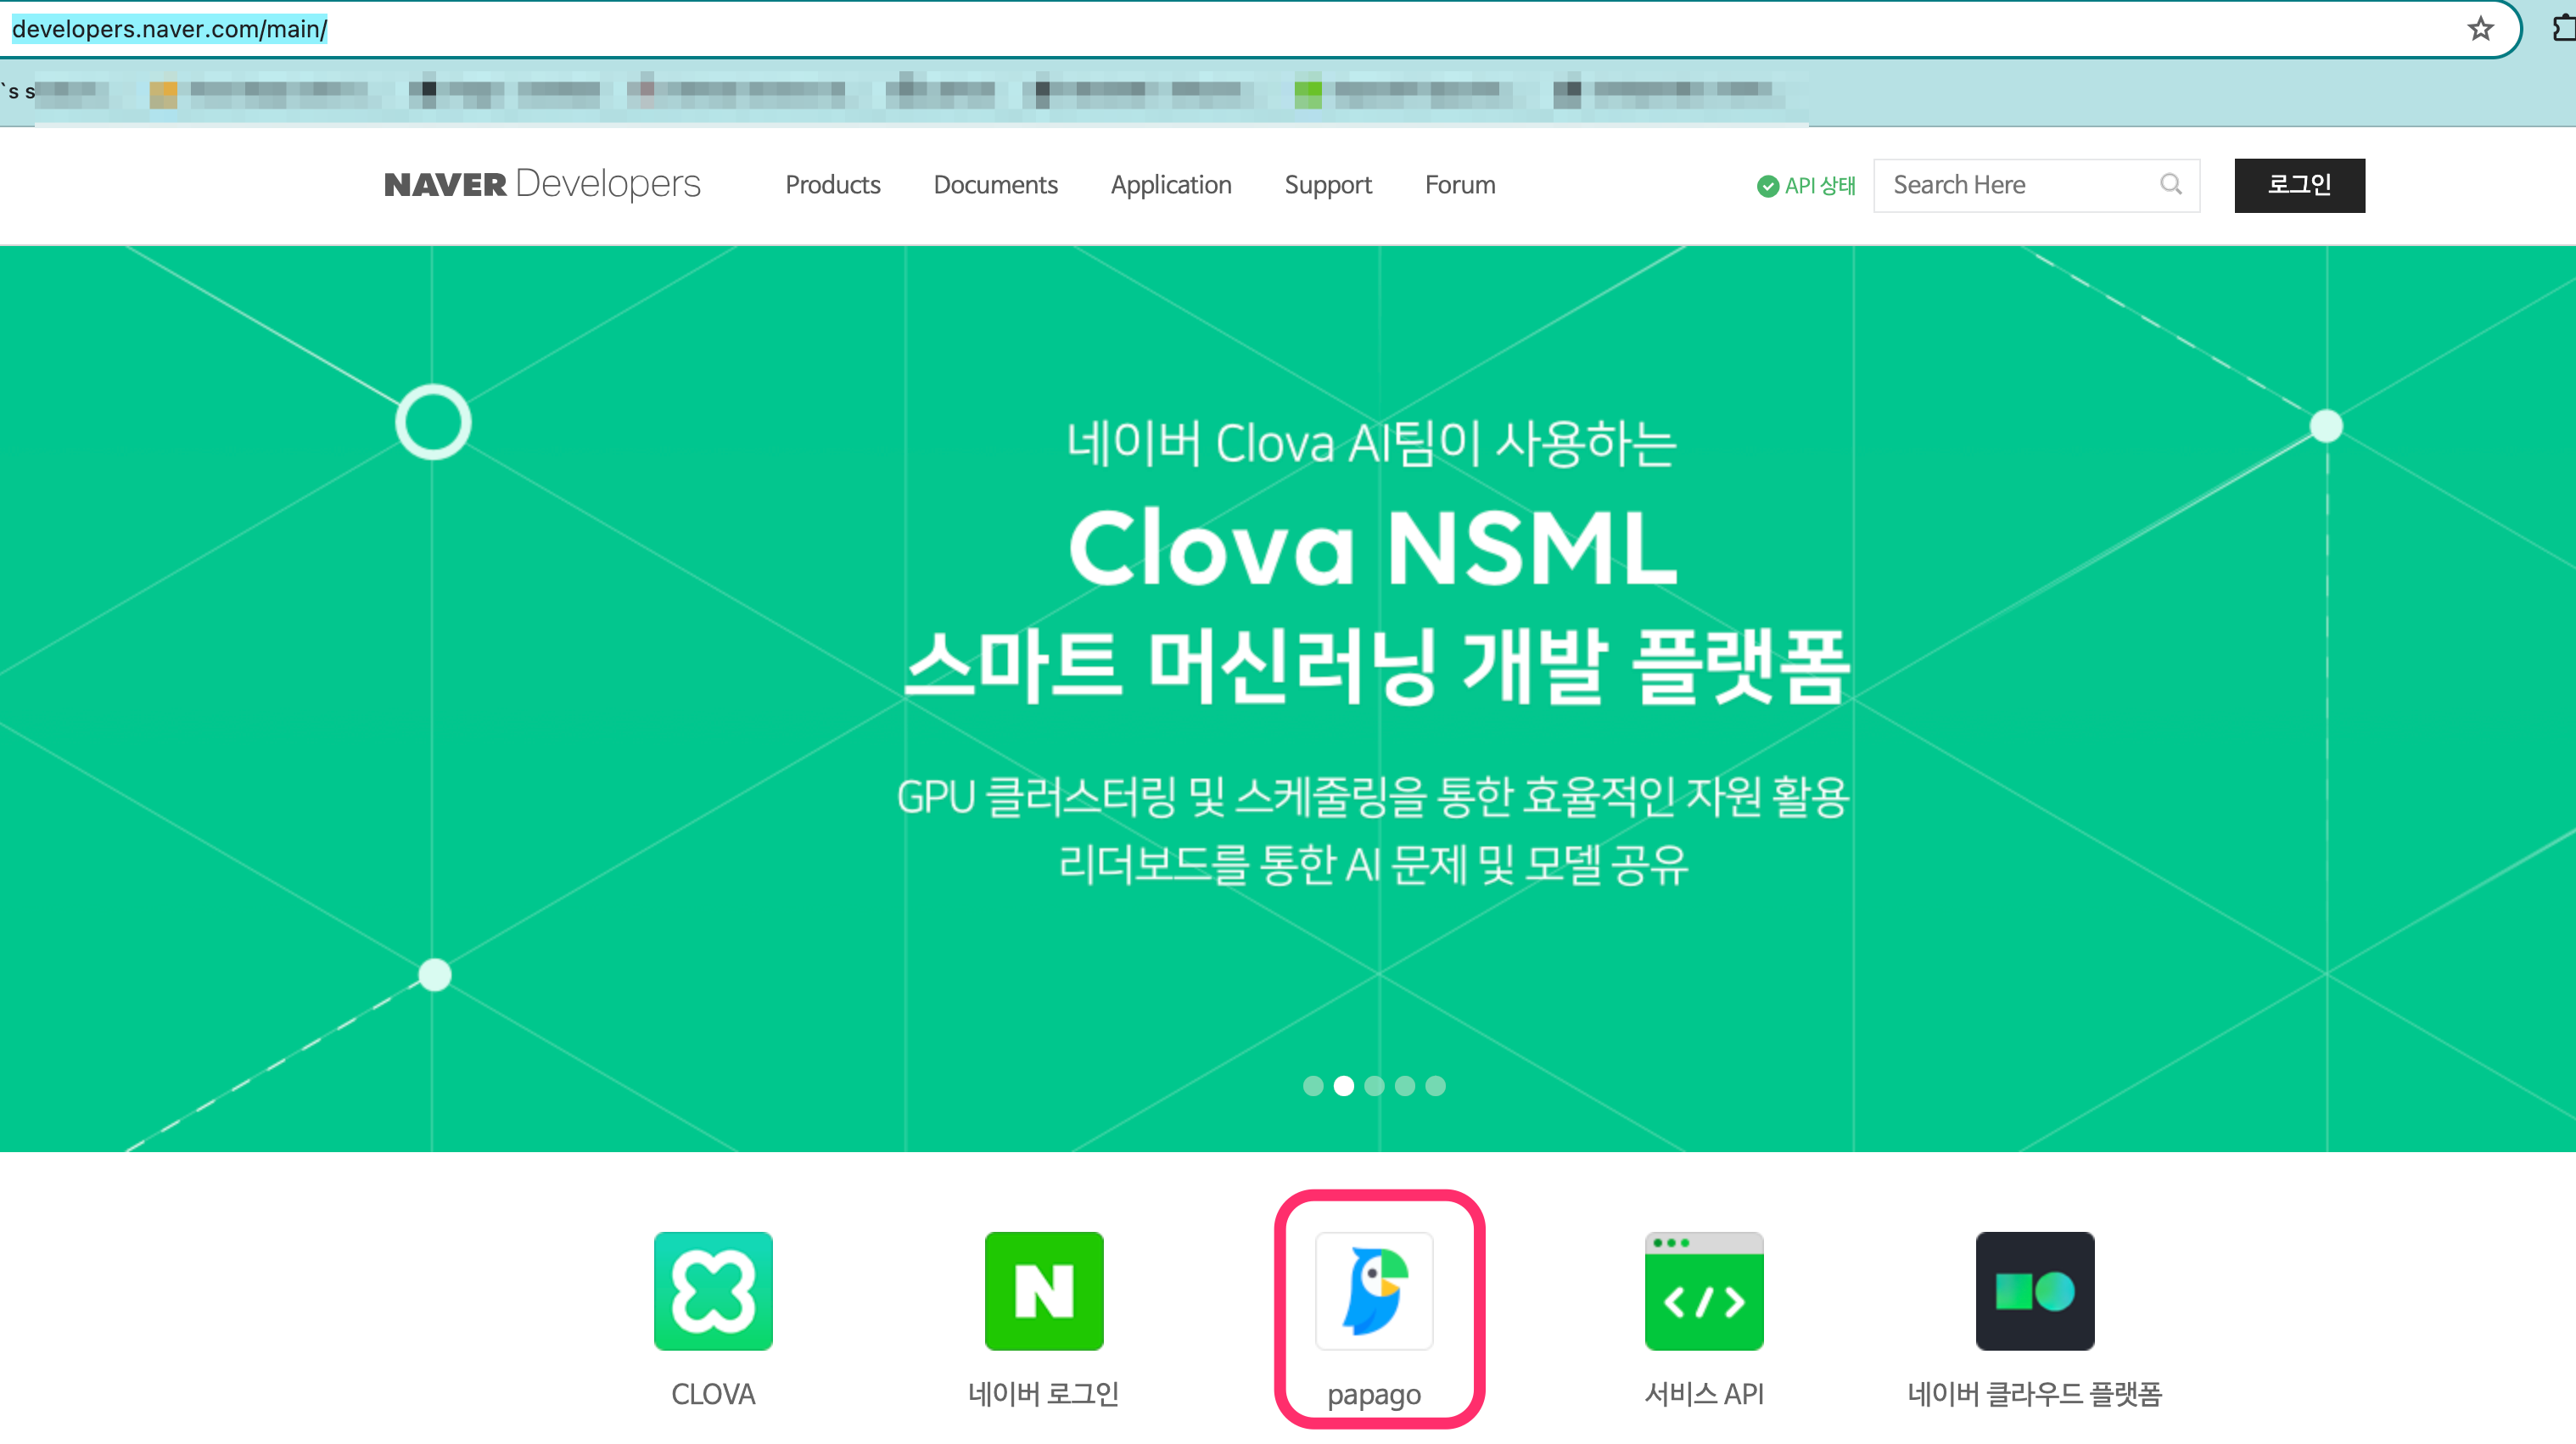 developers.naver.com/main/
`s s
NAVER Developers Products Documents Application Support Forum API 상태 Search Here 로그인
네이버 Clova AI팀이 사용하는
Clova NSML
스마트 머신러닝 개발 플랫폼
GPU 클러스터링 및 스케줄링을 통한 효율적인 자원 활용
리더보드를 통한 AI 문제 및 모델 공유
CLOVA 네이버 로그인 papago 서비스 API 네이버 클라우드 플랫폼